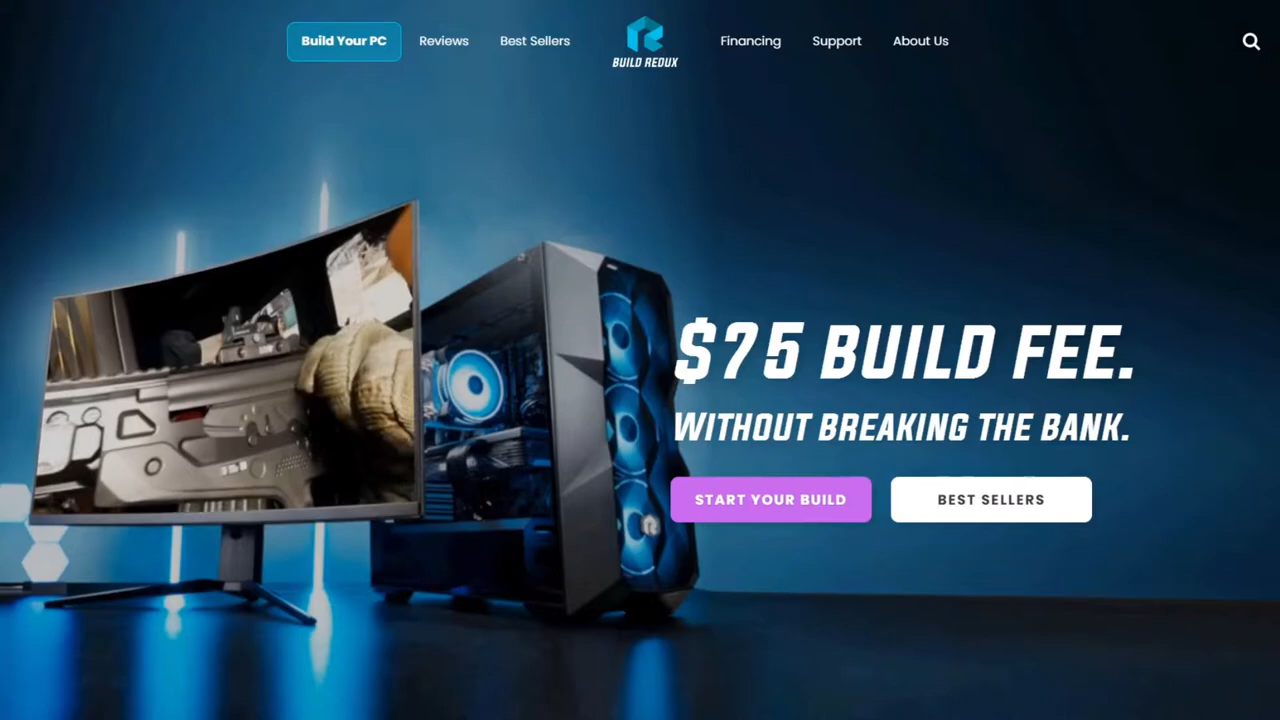 Build Your PC
Reviews
Best Sellers
BUILD REDUX
Financing
Support
About Us
$75 BUILD FEE.
WITHOUT BREAKING THE BANK.
START YOUR BUILD
BEST SELLERS